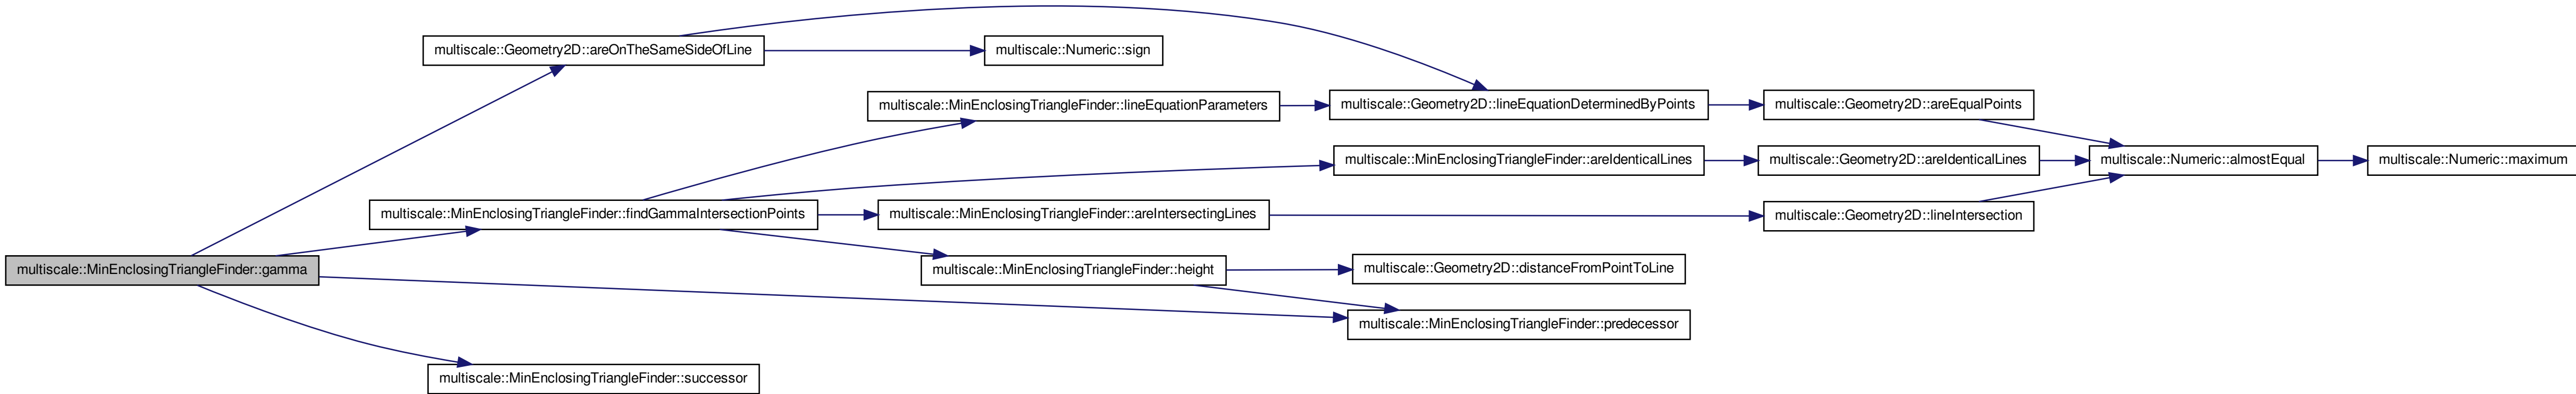 multiscale::Geometry2D::areOnTheSameSideOfLine
multiscale::Numeric::sign
multiscale::MinEnclosingTriangleFinder::lineEquationParameters
multiscale::Geometry2D::lineEquationDeterminedByPoints
multiscale::Geometry2D::areEqualPoints
multiscale::MinEnclosingTriangleFinder::areIdenticalLines
multiscale::Geometry2D::areIdenticalLines
multiscale::Numeric::almostEqual
multiscale::Numeric::maximum
multiscale::MinEnclosingTriangleFinder::findGammaIntersectionPoints
multiscale::MinEnclosingTriangleFinder::areIntersectingLines
multiscale::Geometry2D::lineIntersection
multiscale::MinEnclosingTriangleFinder::gamma
multiscale::MinEnclosingTriangleFinder::height
multiscale::Geometry2D::distanceFromPointToLine
multiscale::MinEnclosingTriangleFinder::predecessor
multiscale::MinEnclosingTriangleFinder::successor